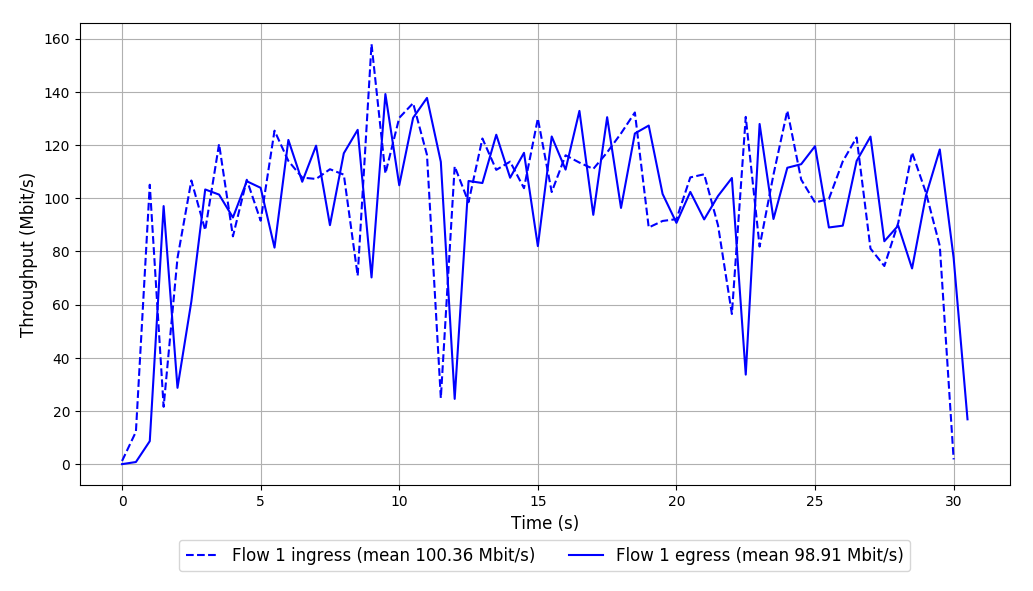 Throughput (Mbit/s)
160
140
120
100
80
60
40
20
0
0 5 10 15 20 25 30
Time (s)
Flow 1 ingress (mean 100.36 Mbit/s) Flow 1 egress (mean 98.91 Mbit/s)